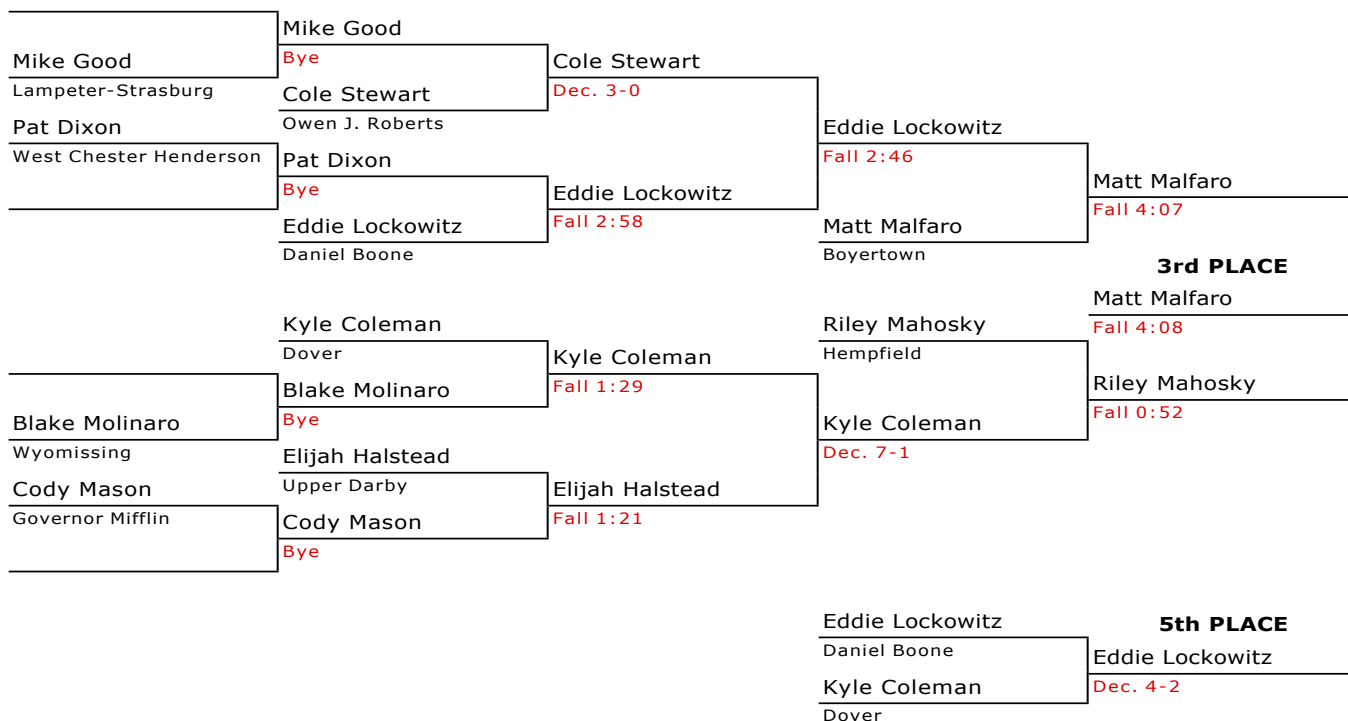 Mike Good
Mike Good
Bye
Cole Stewart
Lampeter-Strasburg
Cole Stewart
Dec. 3-0
Pat Dixon
Owen J. Roberts
Eddie Lockowitz
West Chester Henderson
Pat Dixon
Fall 2:46
Bye
Eddie Lockowitz
Matt Malfaro
Fall 4:07
Eddie Lockowitz
Fall 2:58
Matt Malfaro
Daniel Boone
Boyertown
3rd PLACE
Matt Malfaro
Fall 4:08
Kyle Coleman
Riley Mahosky
Dover
Kyle Coleman
Hempfield
Blake Molinaro
Fall 1:29
Riley Mahosky
Fall 0:52
Blake Molinaro
Bye
Kyle Coleman
Wyomissing
Elijah Halstead
Dec. 7-1
Cody Mason
Upper Darby
Elijah Halstead
Governor Mifflin
Cody Mason
Fall 1:21
Bye
Eddie Lockowitz
5th PLACE
Daniel Boone
Eddie Lockowitz
Kyle Coleman
Dec. 4-2
Dover